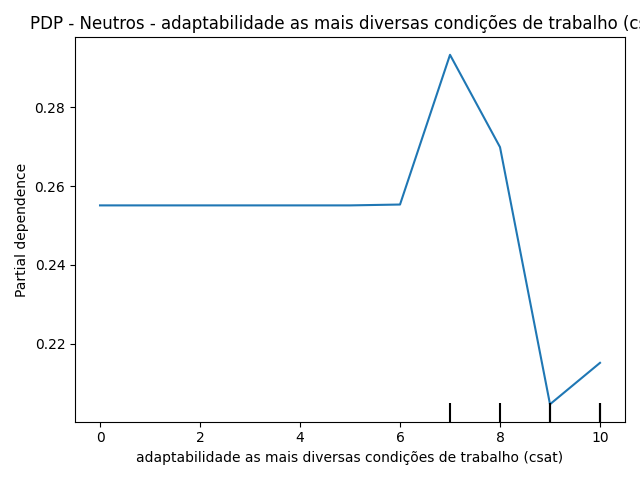 PDP - Neutros - adaptabilidade as mais diversas condições de trabalho (cs
0.28
0.26
0.24
0.22
Partial dependence
0 2 4 6 8 10
adaptabilidade as mais diversas condições de trabalho (csat)